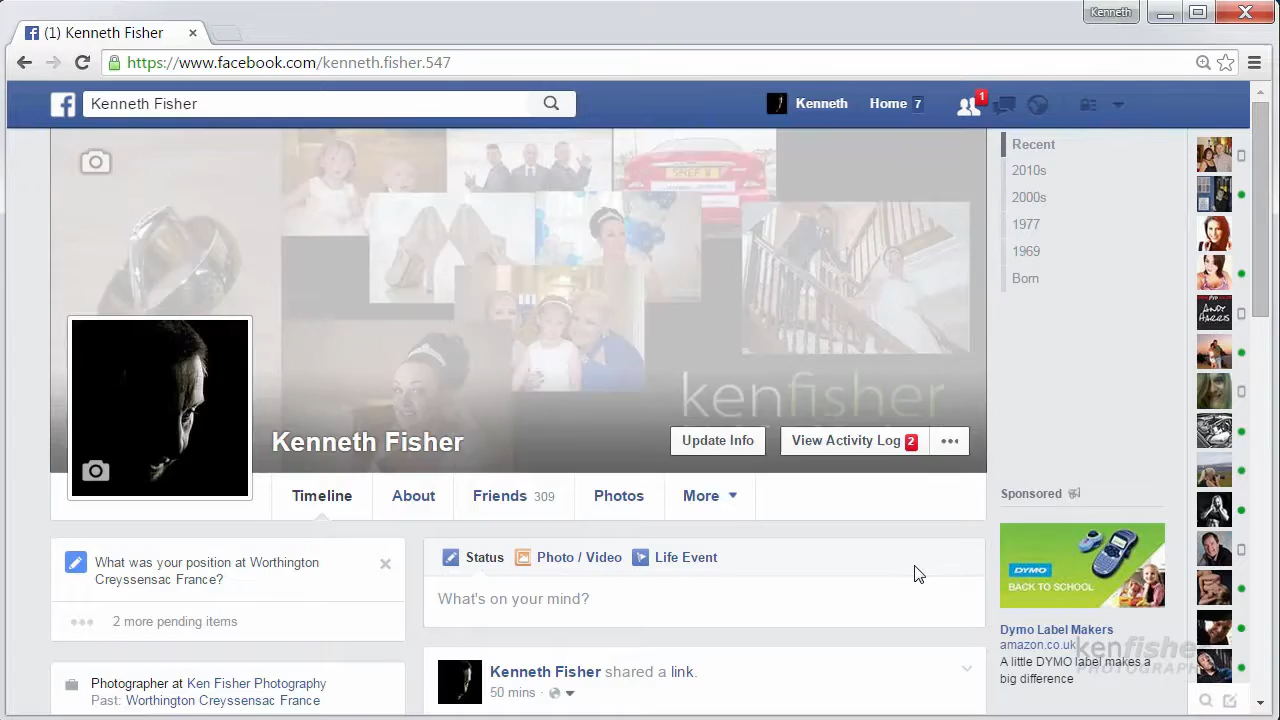 Kenneth
(1) Kenneth Fisher
https://www.facebook.com/kenneth.fisher.547
Kenneth Fisher
Kenneth
Home 7
1
Recent
2010s
2000s
1977
1969
Born
ANDY
HARRIS
kenfisher
Kenneth Fisher
Update Info
View Activity Log 2
Timeline
About
Friends 309
Photos
More
Sponsored
What was your position at Worthington
Creyssensac France?
2 more pending items
Status
Photo / Video
Life Event
What's on your mind?
DYMO
BACK TO SCHOOL
Dymo Label Makers
amazon.co.uk
A little DYMO label makes a
big difference
kenfisher
PHOTOGRAPHY
Photographer at Ken Fisher Photography
Past: Worthington Creyssensac France
Kenneth Fisher shared a link.
50 mins